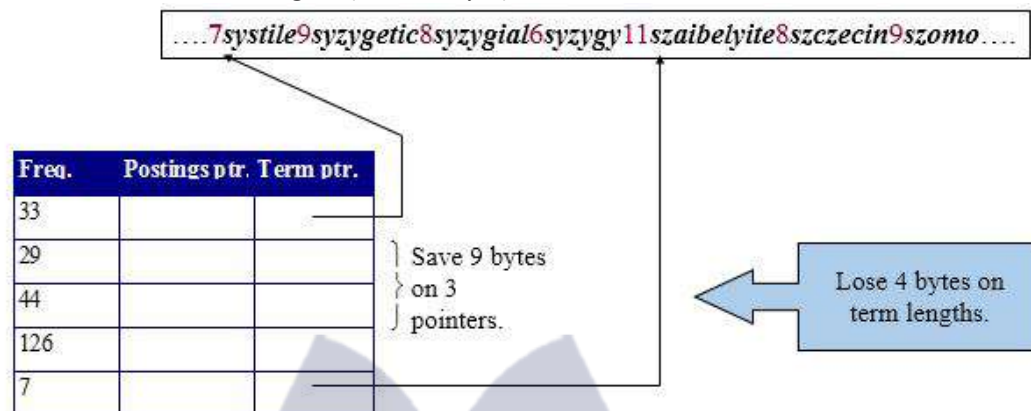 ....7systile9syzygetic8syzygial6syzygy11szaibelyite8szczecin9szomo....
Freq. Postings ptr. Term ptr.
33
29
44
126
7
Save 9 bytes
on 3
pointers.
Lose 4 bytes on
term lengths.